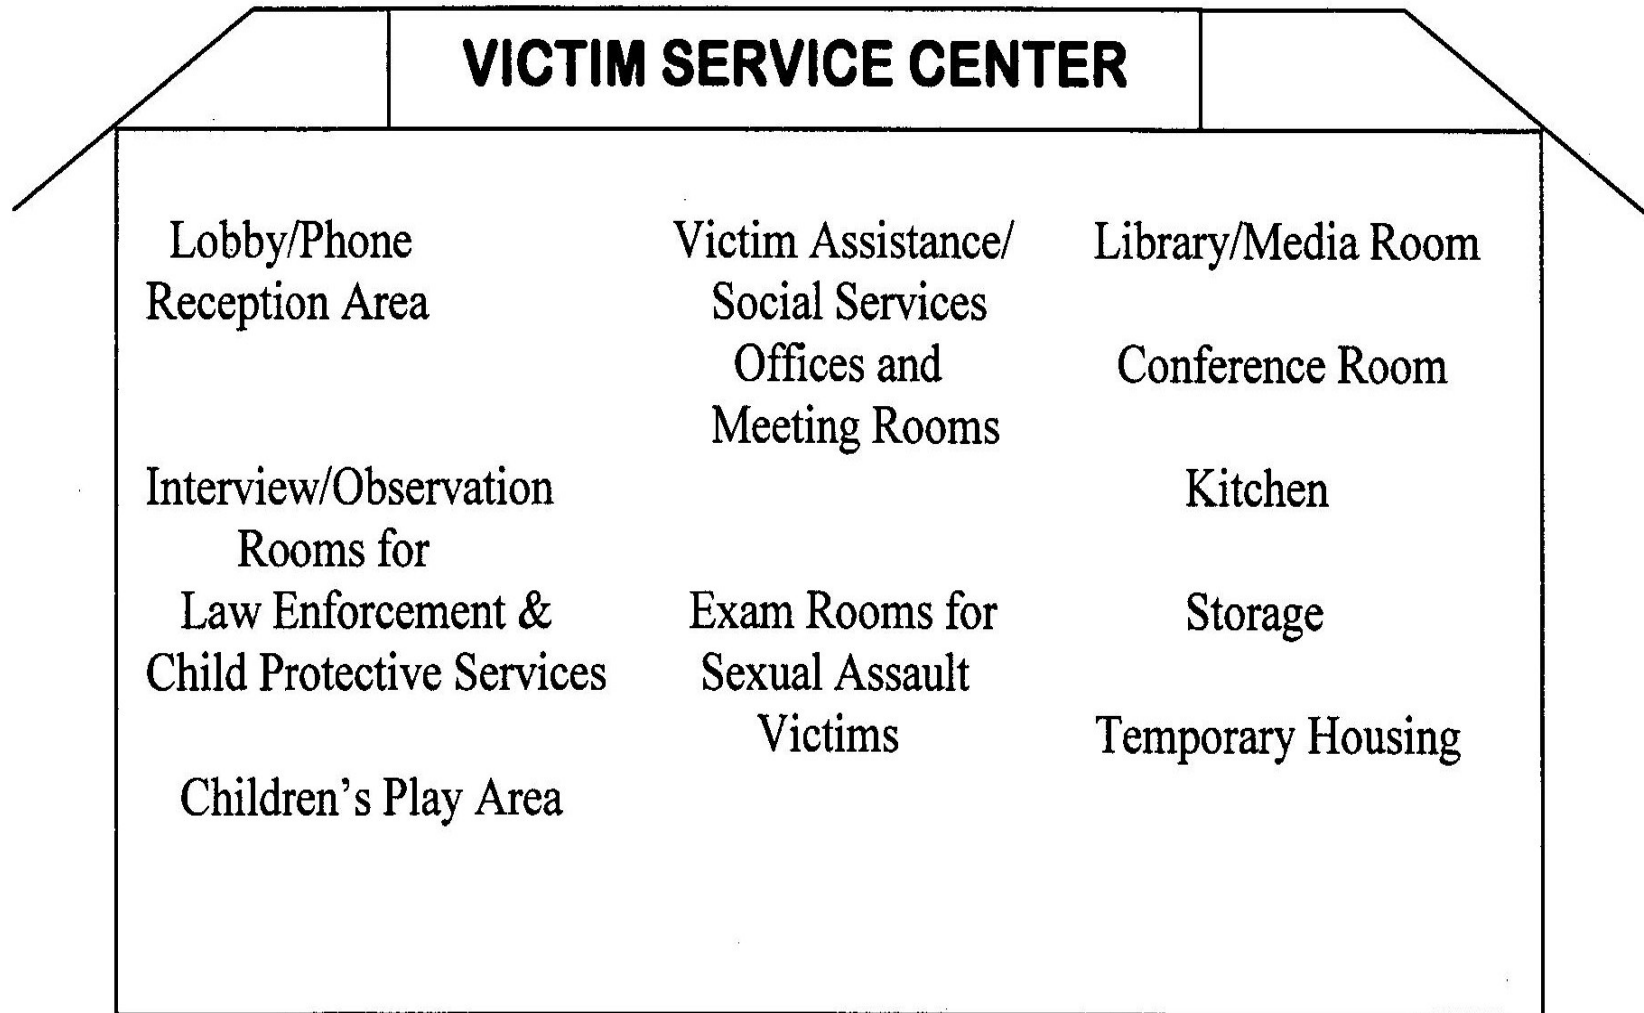 VICTIM SERVICE CENTER
Lobby/Phone
Reception Area
Interview/Observation
Rooms for
Law Enforcement &
Child Protective Services
Children's Play Area
Victim Assistance/
Social Services
Offices and
Meeting Rooms
Exam Rooms for
Sexual Assault
Victims
Library/Media Room
Conference Room
Kitchen
Storage
Temporary Housing